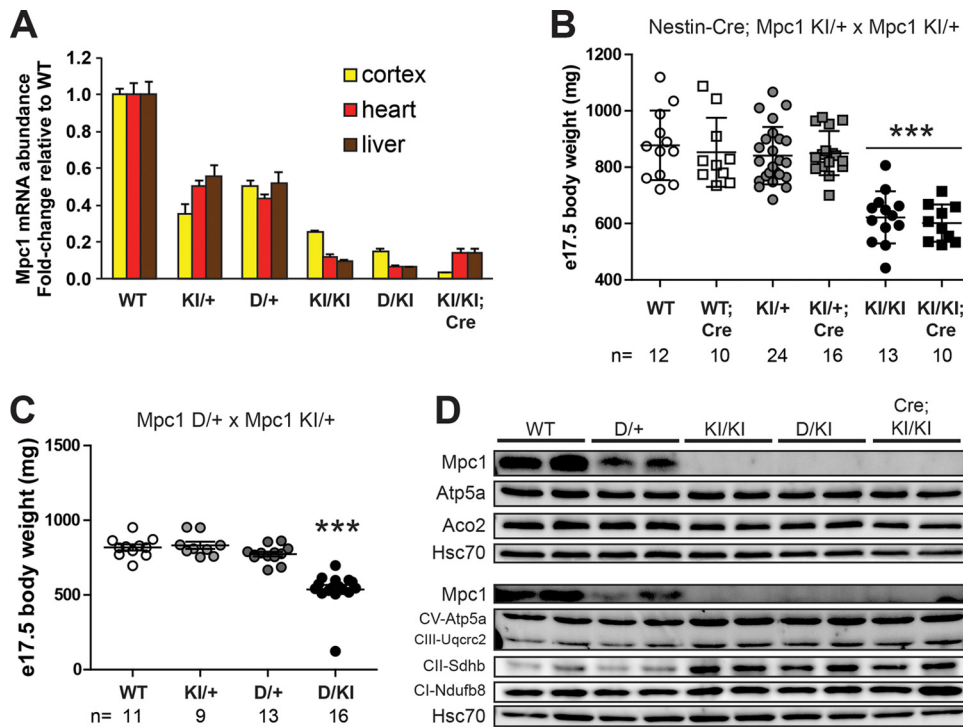 A
Mpc1 mRNA abundance
Fold-change relative to WT
1.2
1.0
0.8
0.6
0.4
0.2
0.0
cortex
heart
liver
WT KI/+ D/+ KI/KI D/KI KI/KI;
Cre
B
Nestin-Cre; Mpc1 KI/+ x Mpc1 KI/+
e17.5 body weight (mg)
1200
1000
800
600
400
***
WT WT; KI/+ KI/+; KI/KI KI/KI;
Cre Cre Cre
n= 12 10 24 16 13 10
C
Mpc1 D/+ x Mpc1 KI/+
e17.5 body weight (mg)
1500
1000
500
0
***
WT KI/+ D/+ D/KI
n= 11 9 13 16
D
Cre;
WT D/+ KI/KI D/KI KI/KI
Mpc1
Atp5a
Aco2
Hsc70
Mpc1
CV-Atp5a
CIII-Uqcrc2
CII-Sdhb
CI-Ndufb8
Hsc70